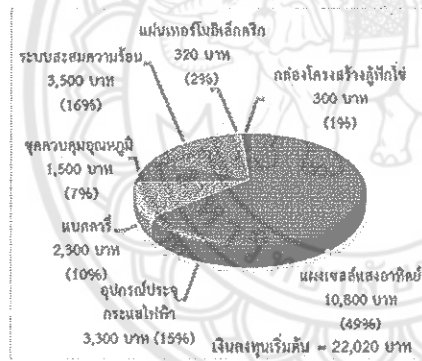 แผ่นเทอร์โมอิเล็กตริก
320 บาท
(2%)
ระบบสะสมความร้อน
3,500 บาท
(16%)
กล่องโครงสร้างตู้ฟักไข่
300 บาท
(1%)
ชุดควบคุมอุณหภูมิ
1,500 บาท
(7%)
แบตตารี่
2,300 บาท
(10%)
อุปกรณ์ประจุ
กระแสไฟฟ้า
3,300 บาท (15%)
แผงเซลล์แสงอาทิตย์
10,800 บาท
(49%)
เงินลงทุนเริ่มต้น = 22,020 บาท